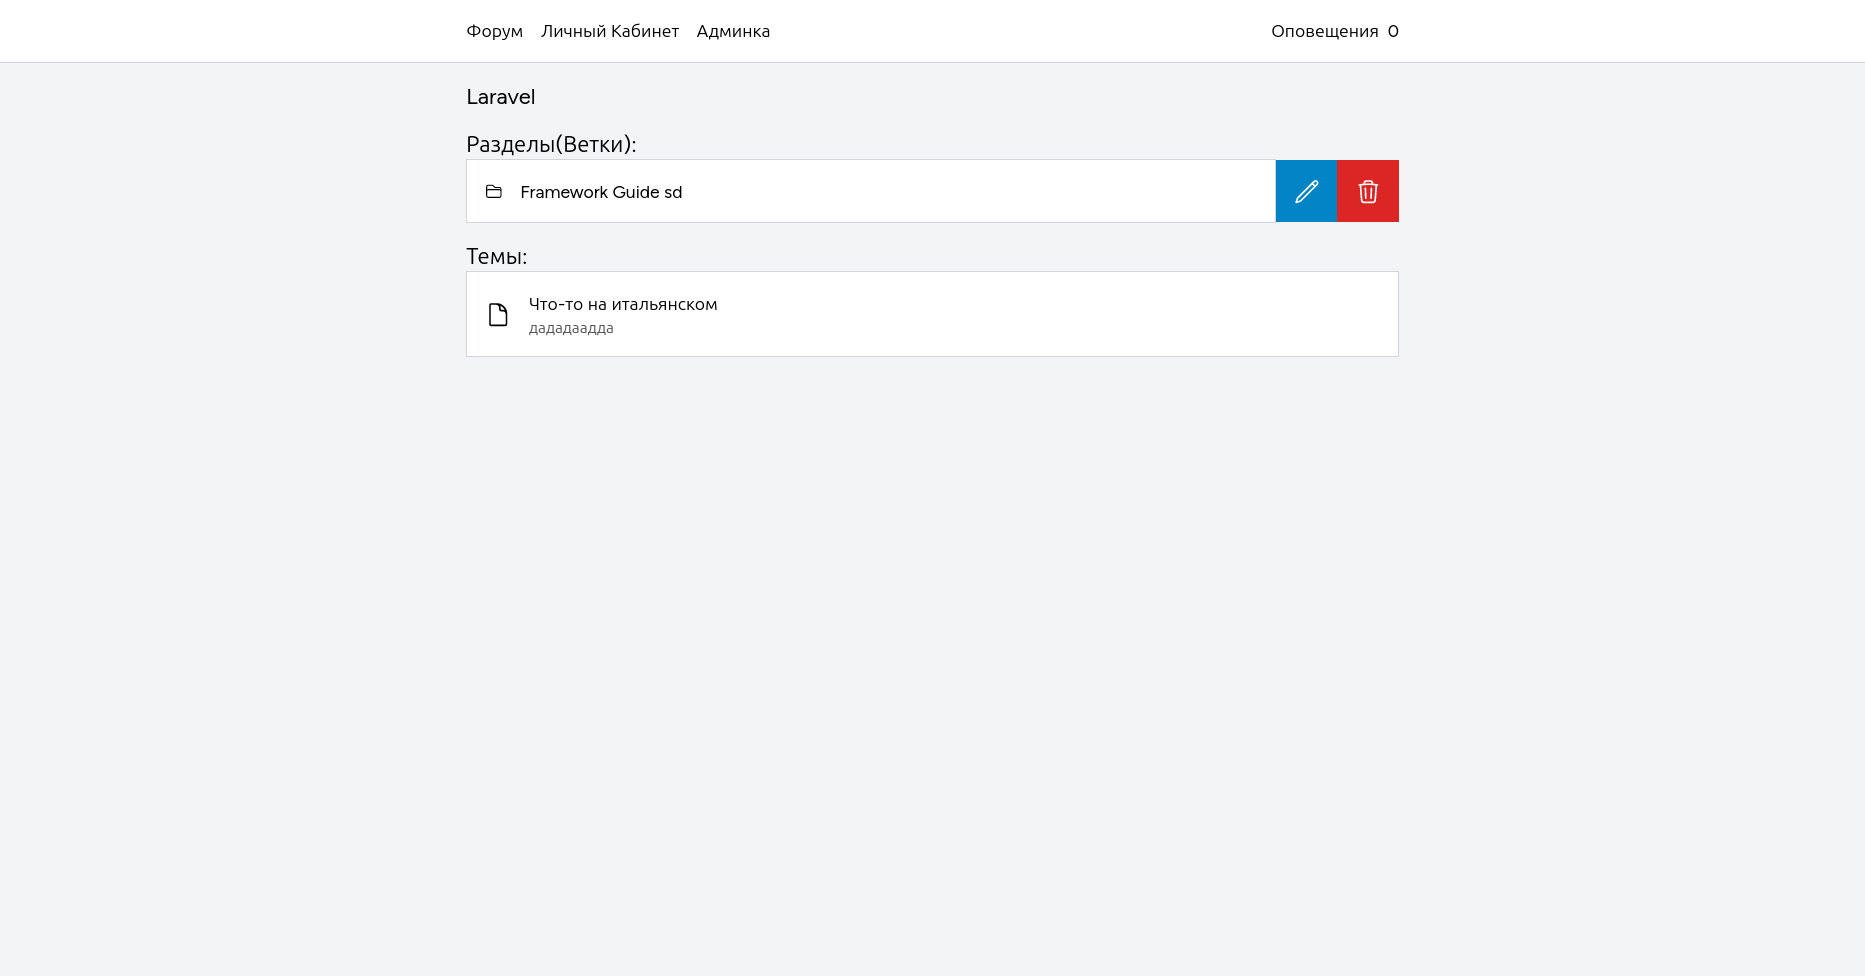 Форум Личный Кабинет Админка Оповещения 0
Laravel
Разделы(Ветки):
Framework Guide sd
Темы:
Что-то на итальянском
дададаадда